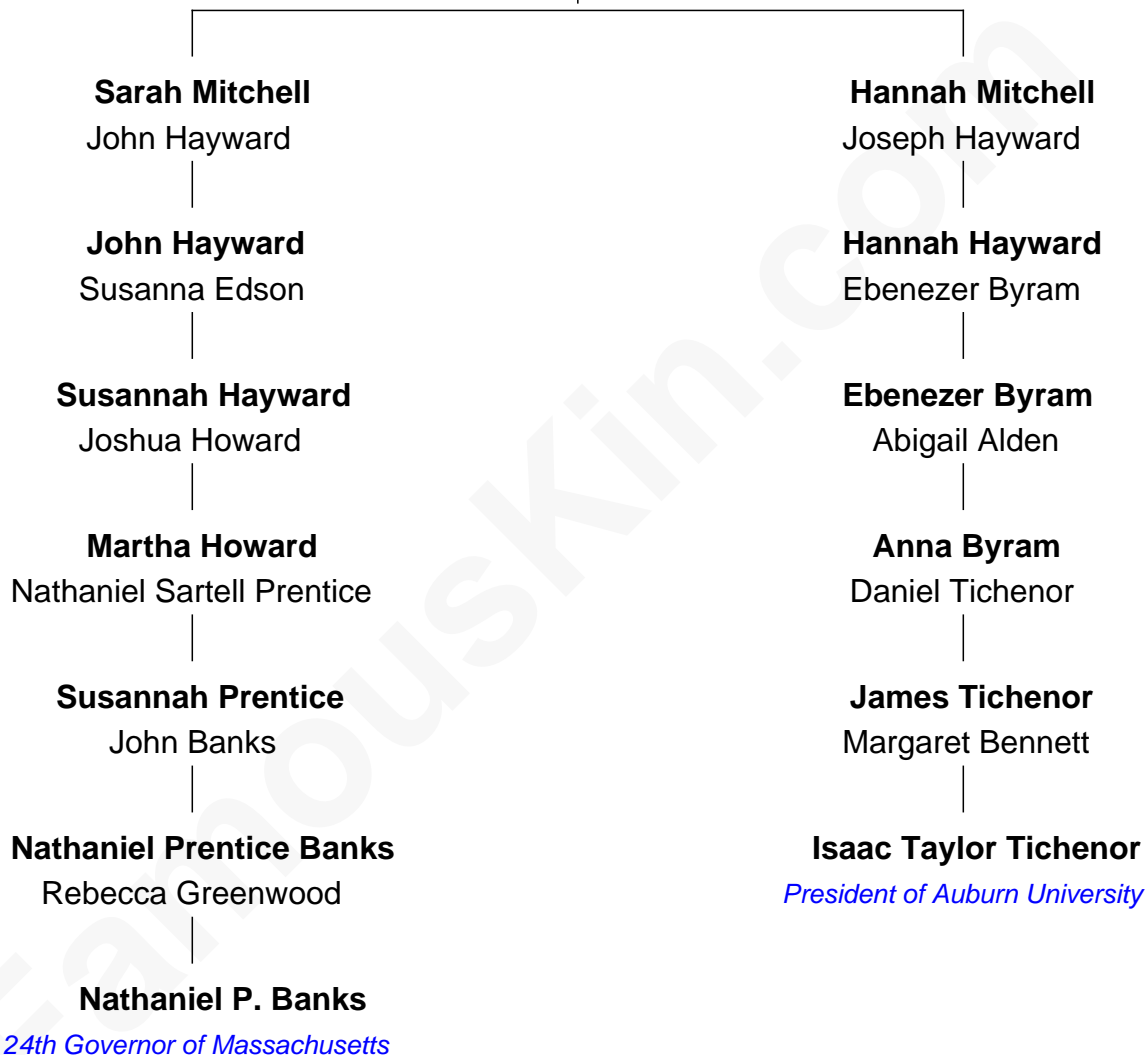 Sarah Mitchell
John Hayward
John Hayward
Susanna Edson
Susannah Hayward
Joshua Howard
Martha Howard
Nathaniel Sartell Prentice
Susannah Prentice
John Banks
Nathaniel Prentice Banks
Rebecca Greenwood
Nathaniel P. Banks
24th Governor of Massachusetts
Hannah Mitchell
Joseph Hayward
Hannah Hayward
Ebenezer Byram
Ebenezer Byram
Abigail Alden
Anna Byram
Daniel Tichenor
James Tichenor
Margaret Bennett
Isaac Taylor Tichenor
President of Auburn University
FamousKin.com